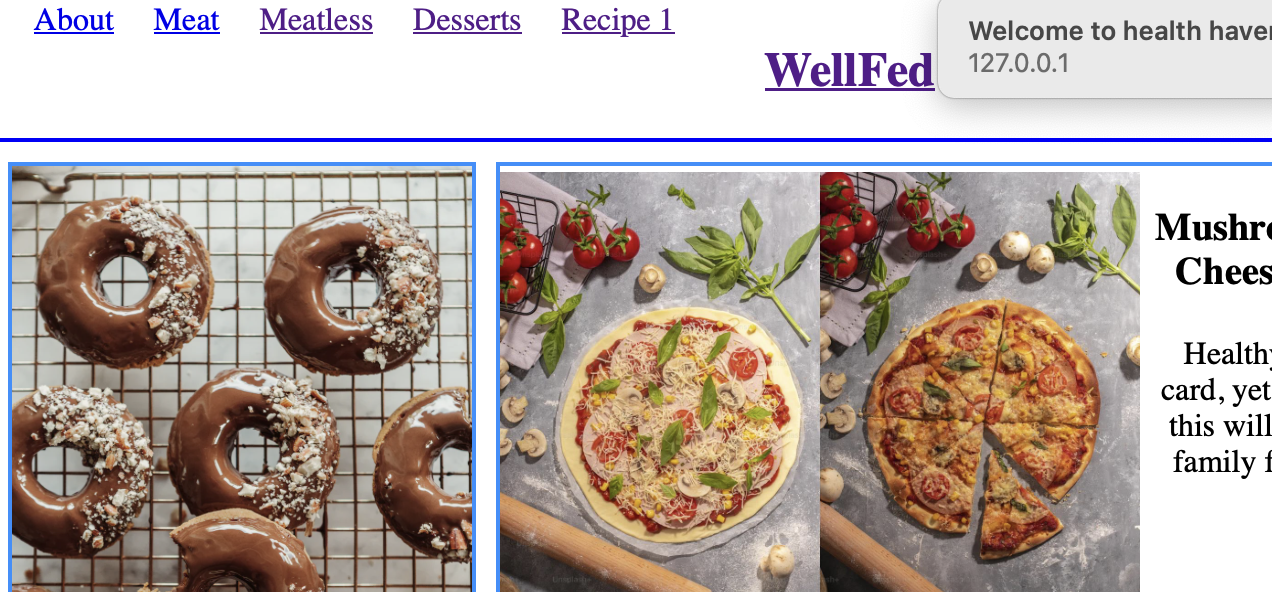 About Meat Meatless Desserts Recipe 1
Welcome to health haven
127.0.0.1
WellFed
Mushro
Chees
Healthy
card, yet
this will
family f